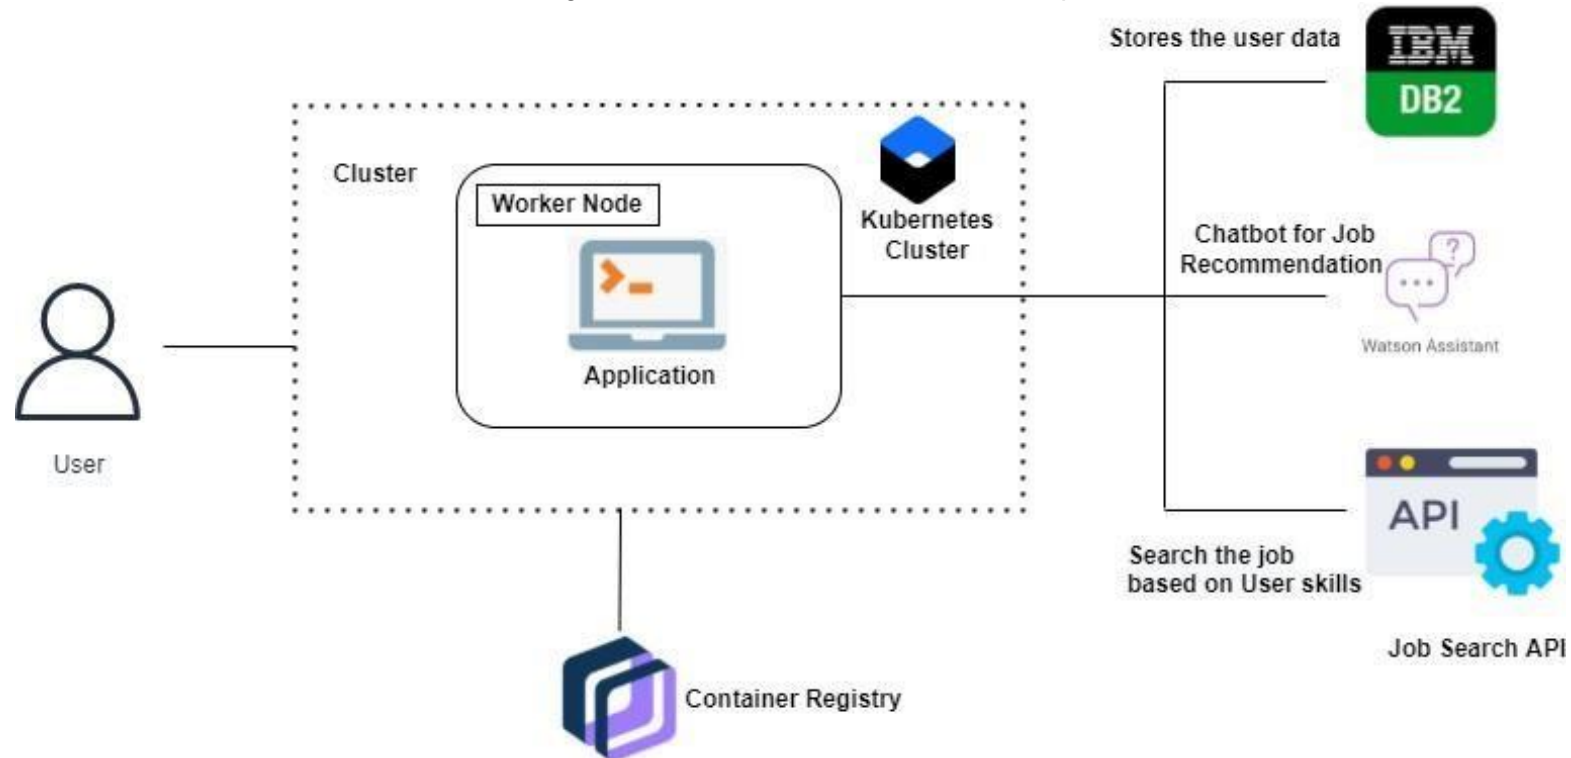 Stores the user data
IBM
DB2
Cluster
Worker Node
Kubernetes
Cluster
Application
Chatbot for Job
Recommendation
?
Watson Assistant
User
API
Search the job
based on User skills
Job Search API
Container Registry